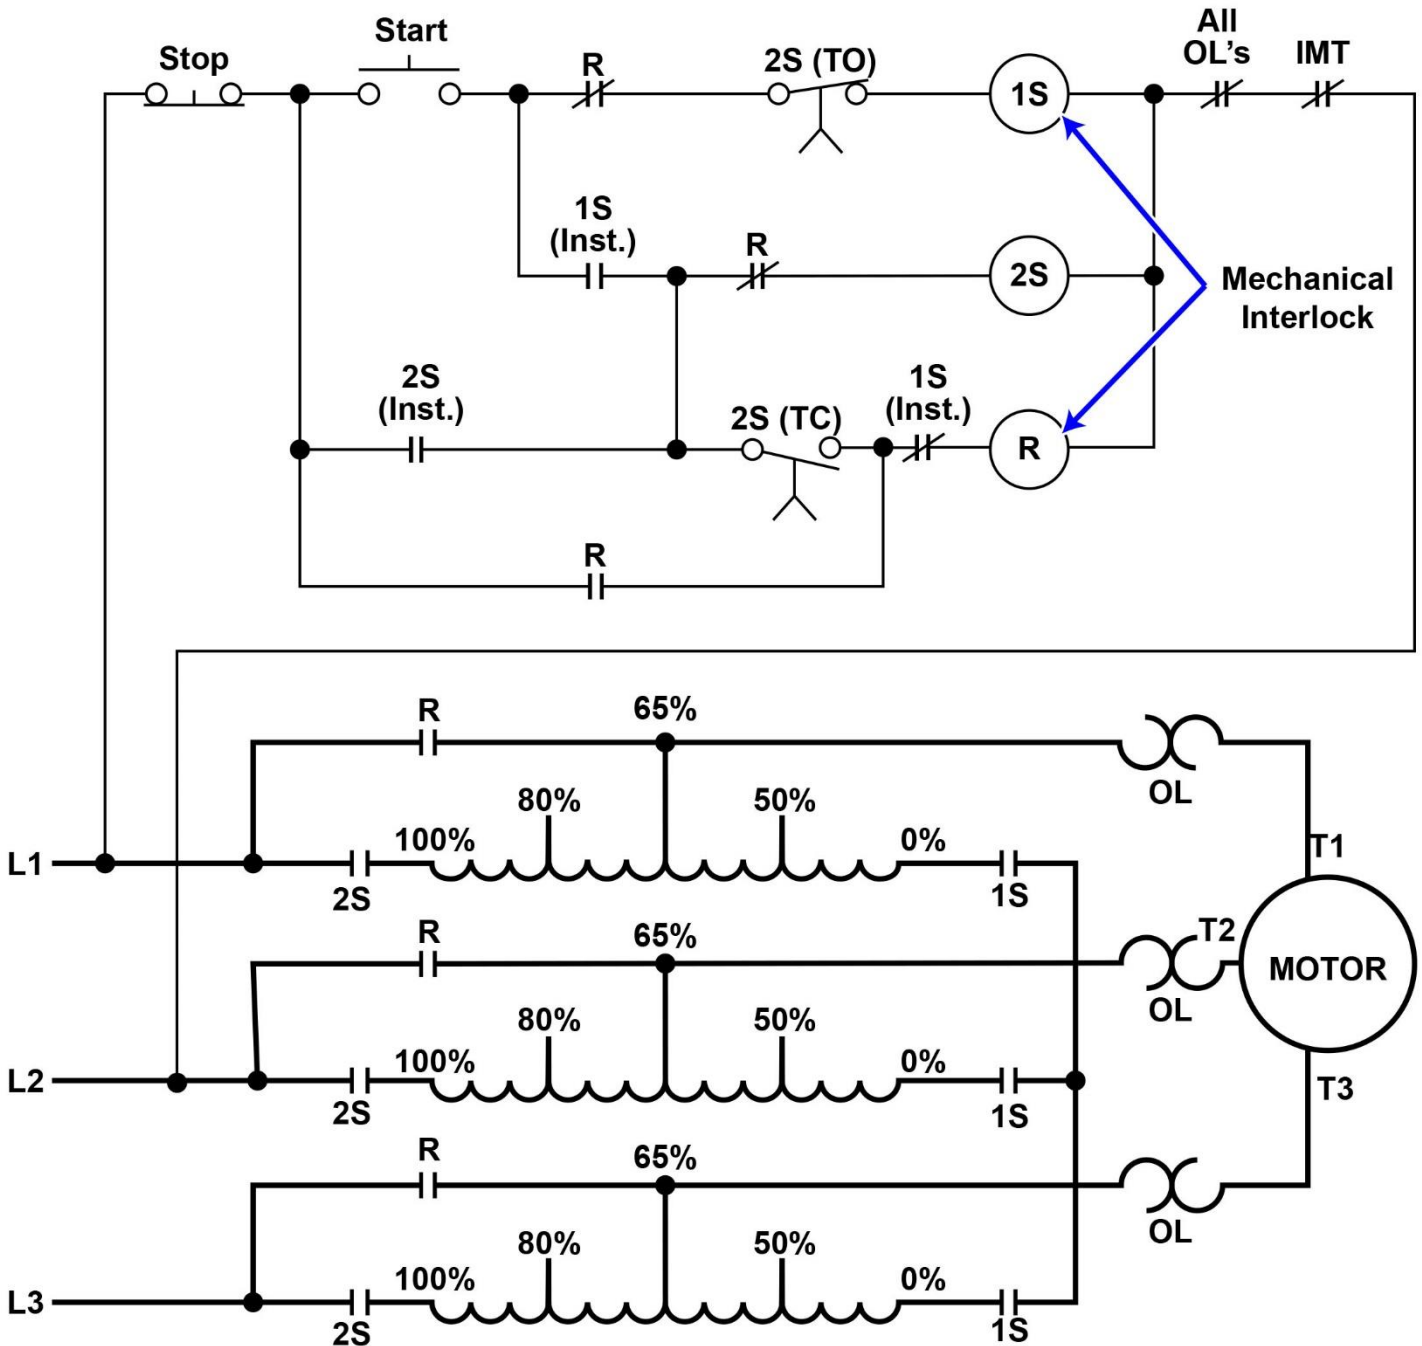 Stop
Start
R
2S (TO)
1S
All
OL's
IMT
1S
(Inst.)
R
2S
Mechanical
Interlock
2S
(Inst.)
2S (TC)
1S
(Inst.)
R
R
R
65%
OL
80%
50%
L1
100%
0%
T1
2S
1S
R
65%
T2
MOTOR
OL
80%
50%
L2
100%
0%
T3
2S
1S
R
65%
OL
80%
50%
L3
100%
0%
2S
1S